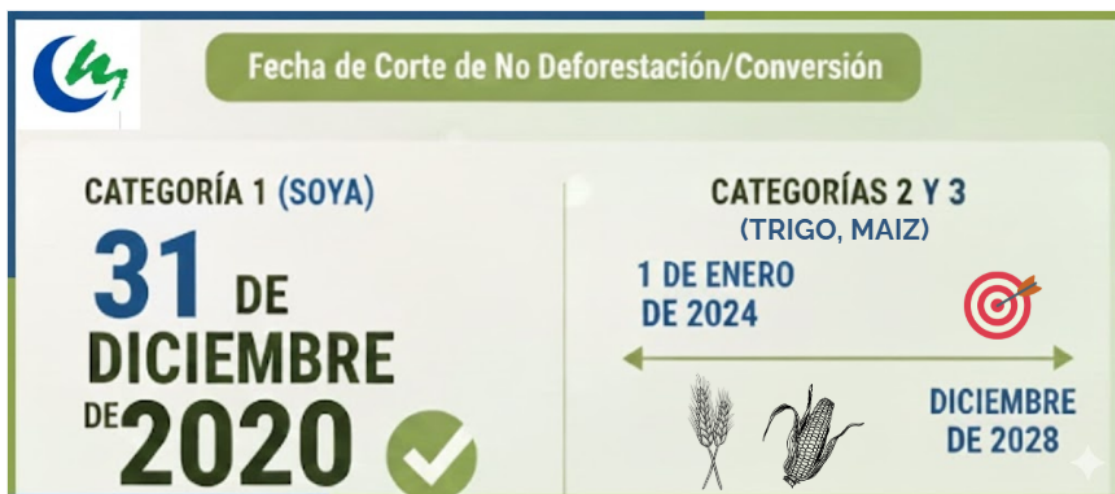 Fecha de Corte de No Deforestación/Conversión
CATEGORÍA 1 (SOYA)
31 DE
DICIEMBRE
DE 2020
CATEGORÍAS 2 Y 3
(TRIGO, MAIZ)
1 DE ENERO
DE 2024
DICIEMBRE
DE 2028